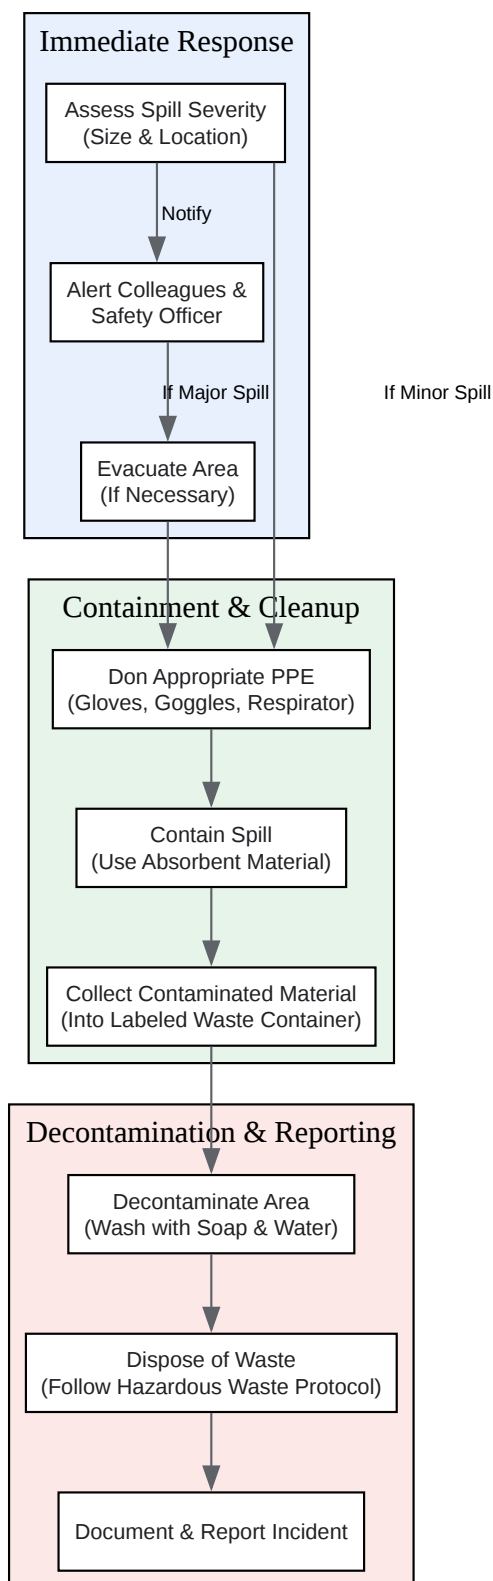 Immediate Response
Assess Spill Severity
(Size & Location)
Notify
Alert Colleagues &
Safety Officer
If Major Spill
If Minor Spill
Evacuate Area
(If Necessary)
Containment & Cleanup
Don Appropriate PPE
(Gloves, Goggles, Respirator)
Contain Spill
(Use Absorbent Material)
Collect Contaminated Material
(Into Labeled Waste Container)
Decontamination & Reporting
Decontaminate Area
(Wash with Soap & Water)
Dispose of Waste
(Follow Hazardous Waste Protocol)
Document & Report Incident